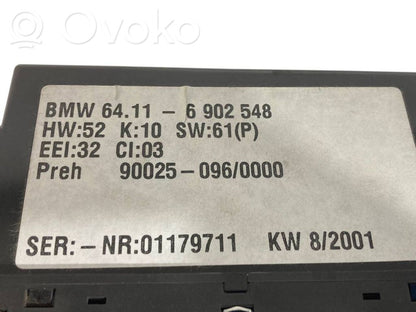 OVOKO
BMW 64.11 - 6 902 548
HW:52 K:10 SW:61(P)
EEI:32 CI:03
Preh 90025-096/0000
SER:-NR:01179711 KW 8/2001